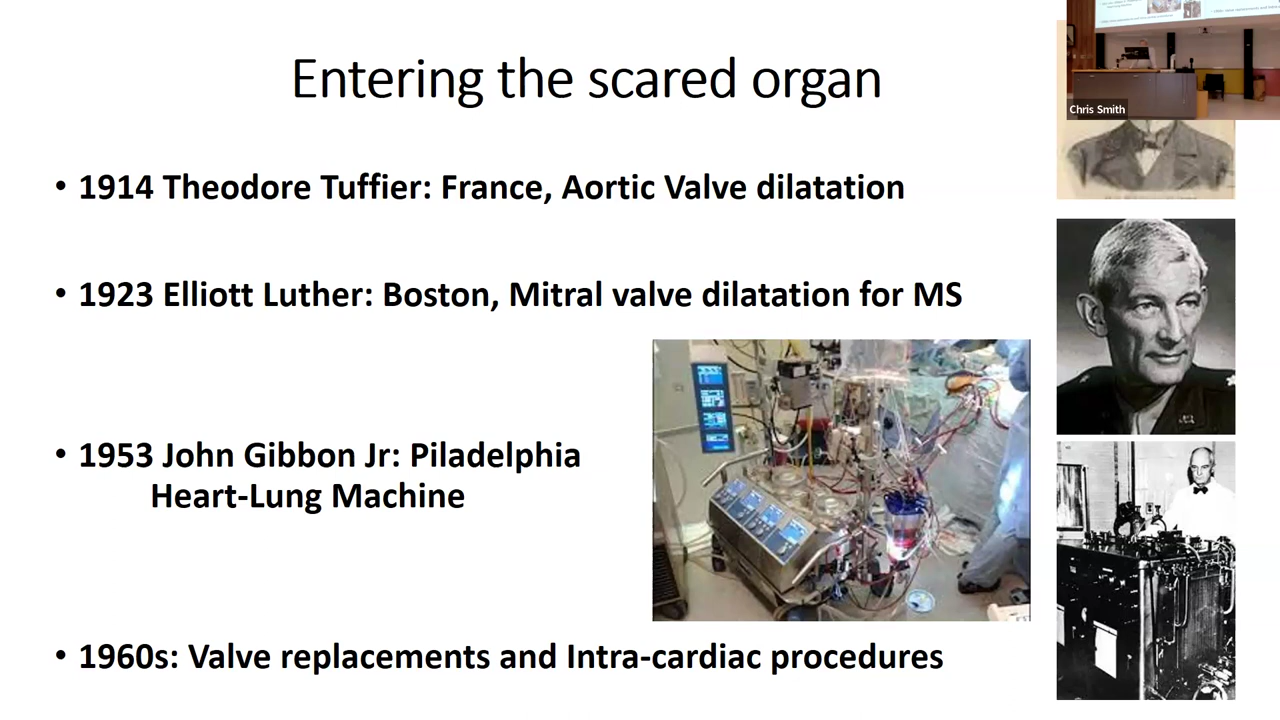 Entering the scared organ
• 1914 Theodore Tuffier: France, Aortic Valve dilatation
• 1923 Elliott Luther: Boston, Mitral valve dilatation for MS
• 1953 John Gibbon Jr: Piladelphia
Heart-Lung Machine
• 1960s: Valve replacements and Intra-cardiac procedures
Chris Smith